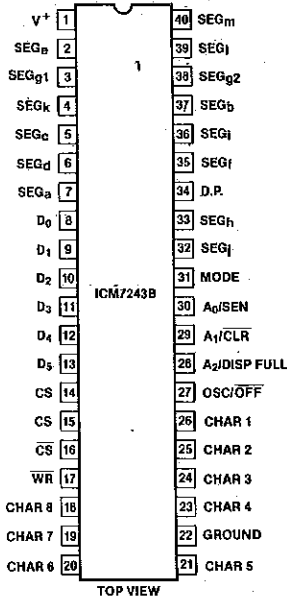 V+ 1 40 SEGm
SEGe 2 39 SEGl
SEGg1 3 38 SEGg2
SEGk 4 37 SEGb
SEGc 5 36 SEGi
SEGd 6 35 SEGf
SEGa 7 34 D.P.
D0 8 33 SEGh
D1 9 32 SEGj
D2 10 31 MODE
ICM7243B
D3 11 30 A0/SEN
D4 12 29 A1/CLR
D5 13 28 A2/DISP FULL
CS 14 27 OSC/OFF
CS 15 26 CHAR 1
CS 16 25 CHAR 2
WR 17 24 CHAR 3
CHAR 8 18 23 CHAR 4
CHAR 7 19 22 GROUND
CHAR 6 20 21 CHAR 5
TOP VIEW